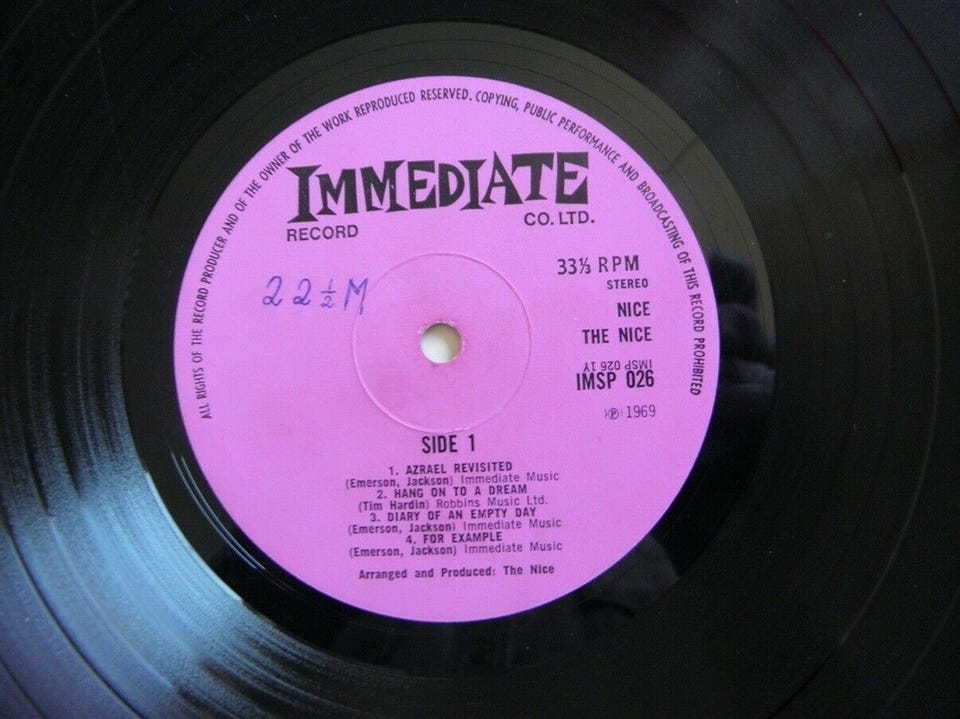 ALL RIGHTS OF THE RECORD PRODUCER AND OF THE OWNER OF THE WORK REPRODUCED RESERVED. COPYING, PUBLIC PERFORMANCE AND BROADCASTING OF THIS RECORD PROHIBITED
IMMEDIATE
RECORD CO. LTD.
22½M
33⅓ RPM
STEREO
NICE
THE NICE
IMSP 026 1Y
IMSP 026
℗ 1969
SIDE 1
1. AZRAEL REVISITED
(Emerson, Jackson) Immediate Music
2. HANG ON TO A DREAM
(Tim Hardin) Robbins Music Ltd.
3. DIARY OF AN EMPTY DAY
(Emerson, Jackson) Immediate Music
4. FOR EXAMPLE
(Emerson, Jackson) Immediate Music
Arranged and Produced: The Nice